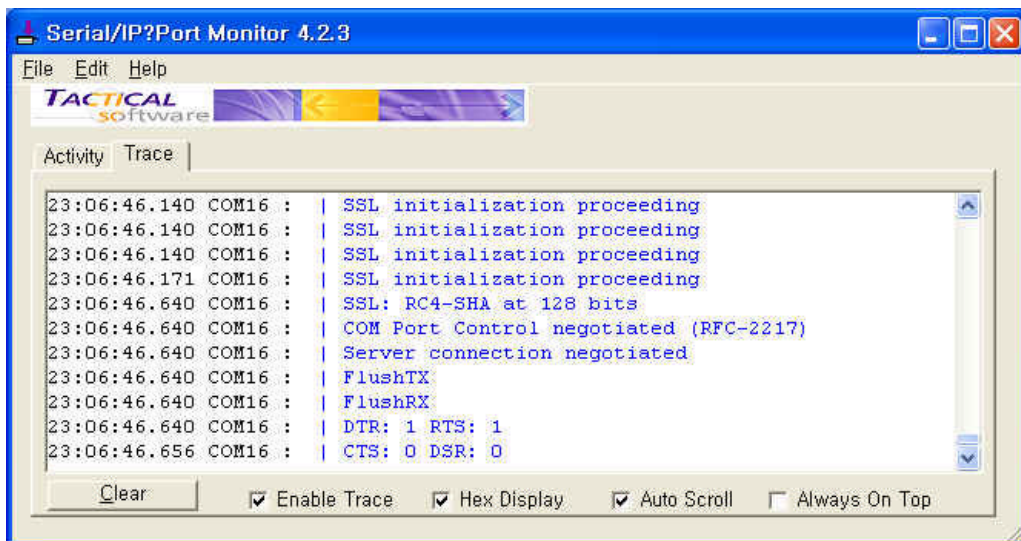 Serial/IP?Port Monitor 4.2.3
File Edit Help
TACTICAL
software
Activity Trace
23:06:46.140 COM16 : | SSL initialization proceeding
23:06:46.140 COM16 : | SSL initialization proceeding
23:06:46.140 COM16 : | SSL initialization proceeding
23:06:46.171 COM16 : | SSL initialization proceeding
23:06:46.640 COM16 : | SSL: RC4-SHA at 128 bits
23:06:46.640 COM16 : | COM Port Control negotiated (RFC-2217)
23:06:46.640 COM16 : | Server connection negotiated
23:06:46.640 COM16 : | FlushTX
23:06:46.640 COM16 : | FlushRX
23:06:46.640 COM16 : | DTR: 1 RTS: 1
23:06:46.656 COM16 : | CTS: 0 DSR: 0
Clear Enable Trace Hex Display Auto Scroll Always On Top